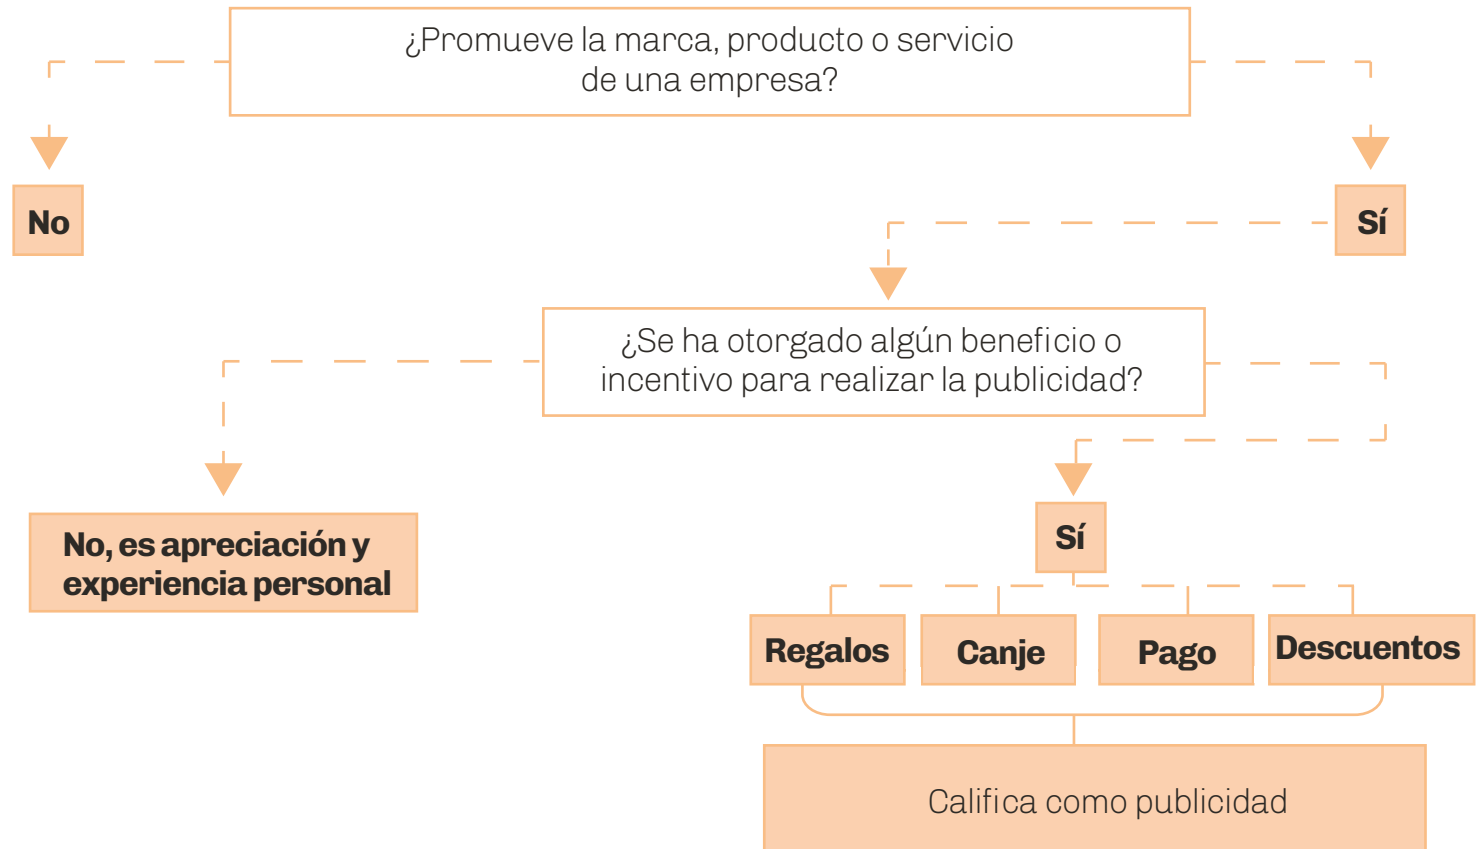 ¿Promueve la marca, producto o servicio
de una empresa?
No
Sí
¿Se ha otorgado algún beneficio o
incentivo para realizar la publicidad?
No, es apreciación y
experiencia personal
Sí
Regalos
Canje
Pago
Descuentos
Califica como publicidad